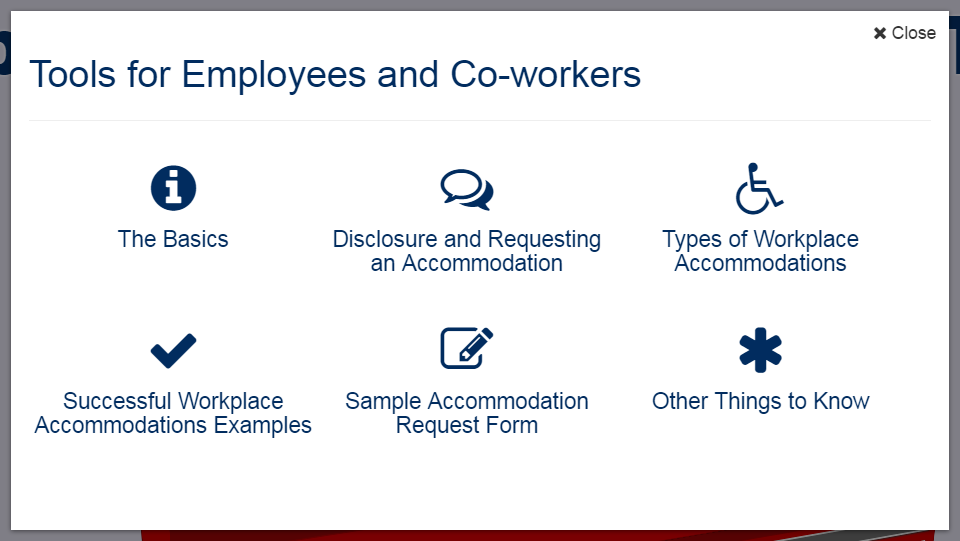 ✖ Close
Tools for Employees and Co-workers
The Basics
Disclosure and Requesting
an Accommodation
Types of Workplace
Accommodations
Successful Workplace
Accommodations Examples
Sample Accommodation
Request Form
Other Things to Know